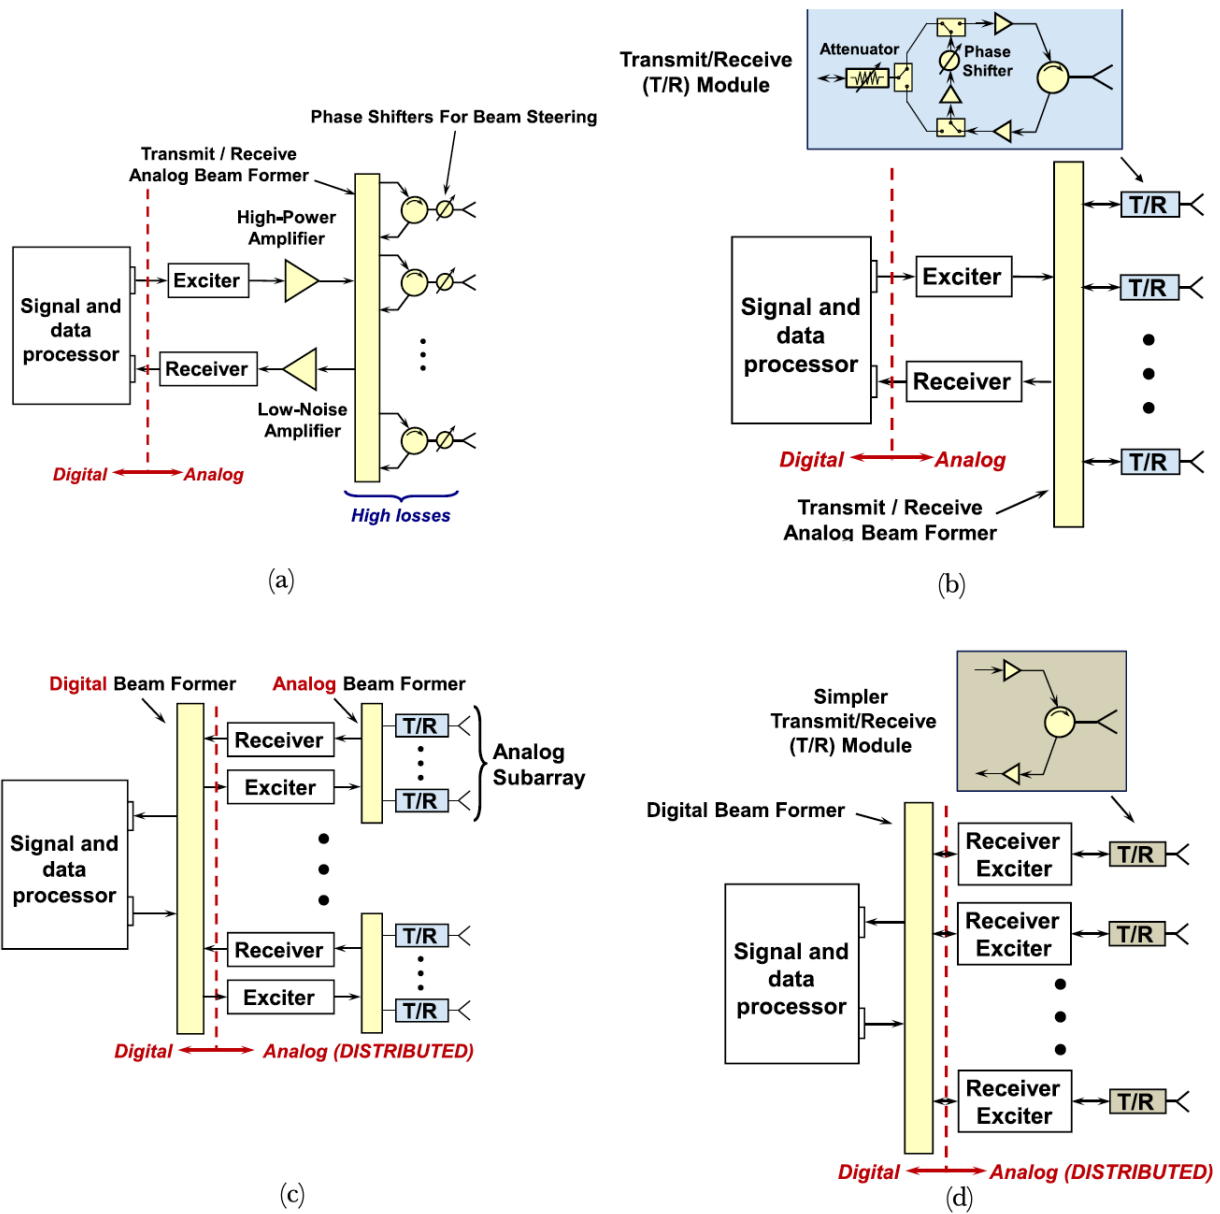 Phase Shifters For Beam Steering
Transmit / Receive
Analog Beam Former
High-Power
Amplifier
Signal and
data
processor
Exciter
Receiver
Low-Noise
Amplifier
Digital
Analog
High losses
(a)
Transmit/Receive
(T/R) Module
Attenuator
Phase
Shifter
T/R
T/R
T/R
Signal and
data
processor
Exciter
Receiver
Digital
Analog
Transmit / Receive
Analog Beam Former
(b)
Digital Beam Former
Analog Beam Former
Receiver
Exciter
T/R
T/R
Analog
Subarray
Signal and
data
processor
Receiver
Exciter
T/R
T/R
Digital
Analog (DISTRIBUTED)
(c)
Simpler
Transmit/Receive
(T/R) Module
Digital Beam Former
Receiver
Exciter
T/R
Receiver
Exciter
T/R
Signal and
data
processor
Receiver
Exciter
T/R
Digital
Analog (DISTRIBUTED)
(d)